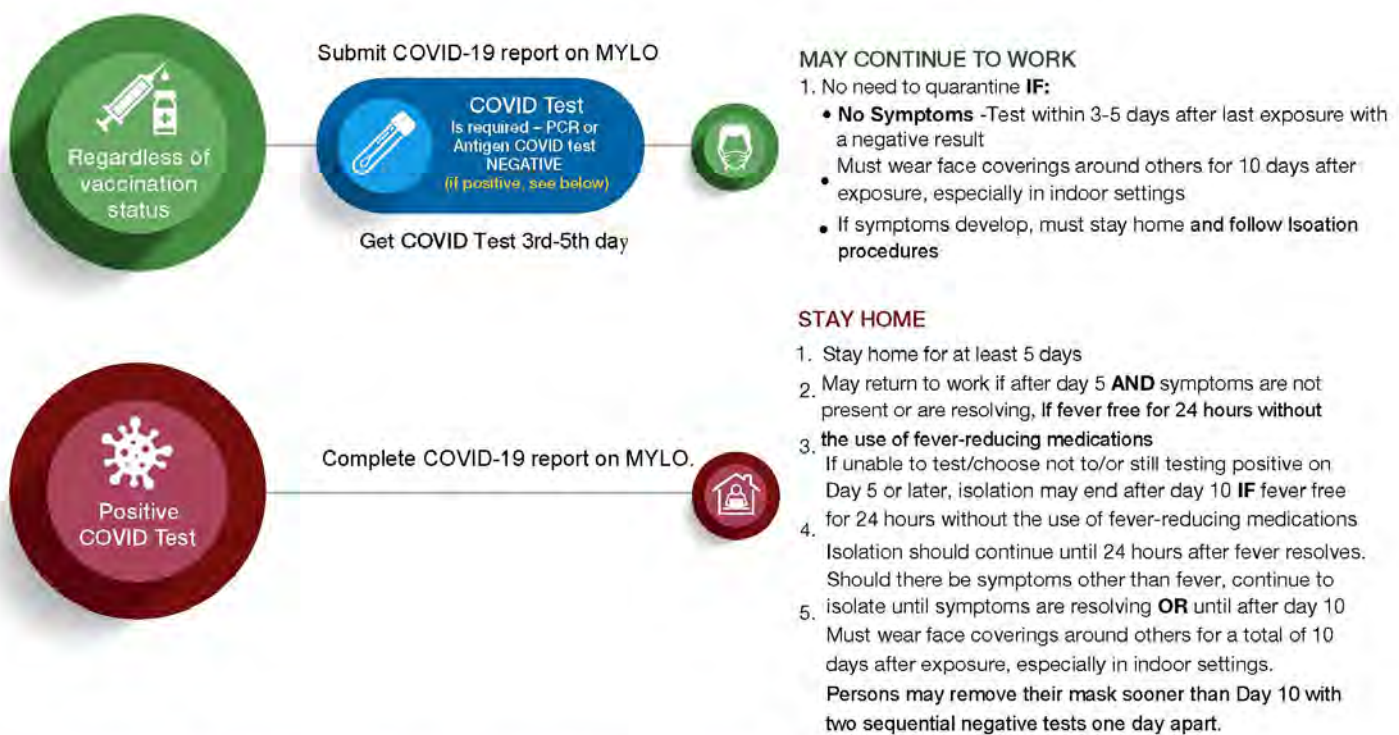 Regardless of
vaccination
status
Submit COVID-19 report on MYLO
COVID Test
Is required – PCR or
Antigen COVID test
NEGATIVE
(if positive, see below)
Get COVID Test 3rd-5th day
MAY CONTINUE TO WORK
1. No need to quarantine IF:
• No Symptoms -Test within 3-5 days after last exposure with
a negative result
Must wear face coverings around others for 10 days after
• exposure, especially in indoor settings
• If symptoms develop, must stay home and follow Isoation
procedures
Positive
COVID Test
Complete COVID-19 report on MYLO.
STAY HOME
1. Stay home for at least 5 days
2. May return to work if after day 5 AND symptoms are not
present or are resolving, If fever free for 24 hours without
3. the use of fever-reducing medications
If unable to test/choose not to/or still testing positive on
Day 5 or later, isolation may end after day 10 IF fever free
4. for 24 hours without the use of fever-reducing medications
Isolation should continue until 24 hours after fever resolves.
Should there be symptoms other than fever, continue to
5. isolate until symptoms are resolving OR until after day 10
Must wear face coverings around others for a total of 10
days after exposure, especially in indoor settings.
Persons may remove their mask sooner than Day 10 with
two sequential negative tests one day apart.